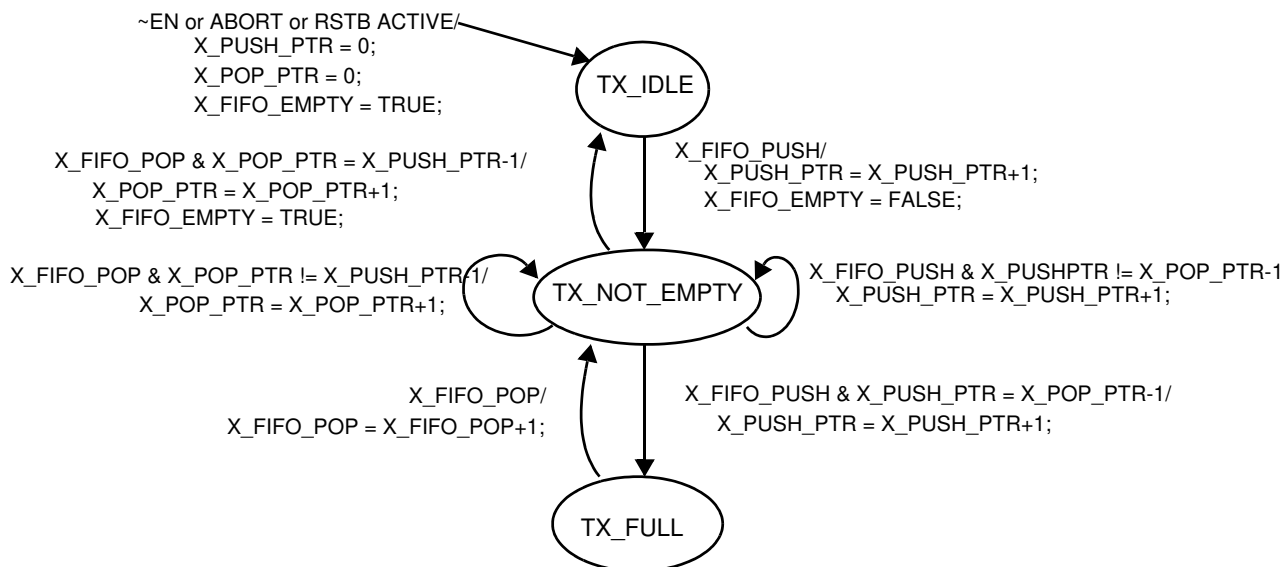 ~EN or ABORT or RSTB ACTIVE/
X_PUSH_PTR = 0;
X_POP_PTR = 0;
X_FIFO_EMPTY = TRUE;
TX_IDLE
X_FIFO_POP & X_POP_PTR = X_PUSH_PTR-1/
X_POP_PTR = X_POP_PTR+1;
X_FIFO_EMPTY = TRUE;
X_FIFO_PUSH/
X_PUSH_PTR = X_PUSH_PTR+1;
X_FIFO_EMPTY = FALSE;
X_FIFO_POP & X_POP_PTR != X_PUSH_PTR-1/
X_POP_PTR = X_POP_PTR+1;
TX_NOT_EMPTY
X_FIFO_PUSH & X_PUSHPTR != X_POP_PTR-1
X_PUSH_PTR = X_PUSH_PTR+1;
X_FIFO_POP/
X_FIFO_POP = X_FIFO_POP+1;
X_FIFO_PUSH & X_PUSH_PTR = X_POP_PTR-1/
X_PUSH_PTR = X_PUSH_PTR+1;
TX_FULL